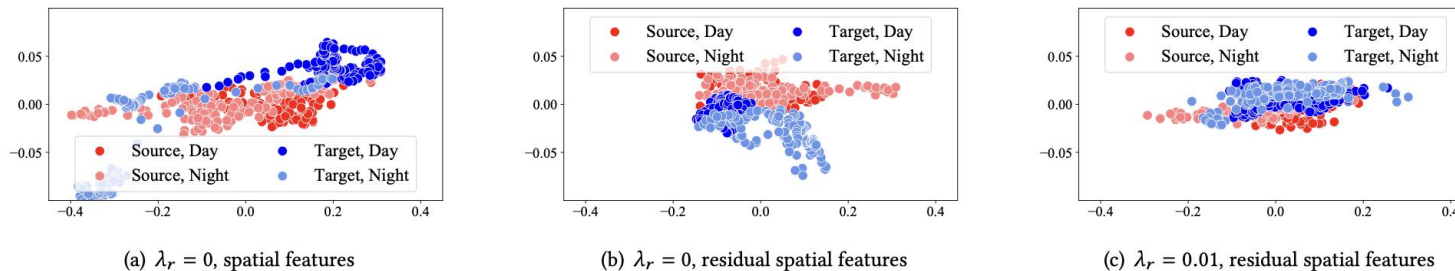 0.05
0.00
−0.05
Source, Day
Source, Night
Target, Day
Target, Night
−0.4
−0.2
0.0
0.2
0.4
(a) λr = 0, spatial features
0.05
0.00
−0.05
Source, Day
Source, Night
Target, Day
Target, Night
−0.4
−0.2
0.0
0.2
0.4
(b) λr = 0, residual spatial features
0.05
0.00
−0.05
Source, Day
Source, Night
Target, Day
Target, Night
−0.4
−0.2
0.0
0.2
0.4
(c) λr = 0.01, residual spatial features